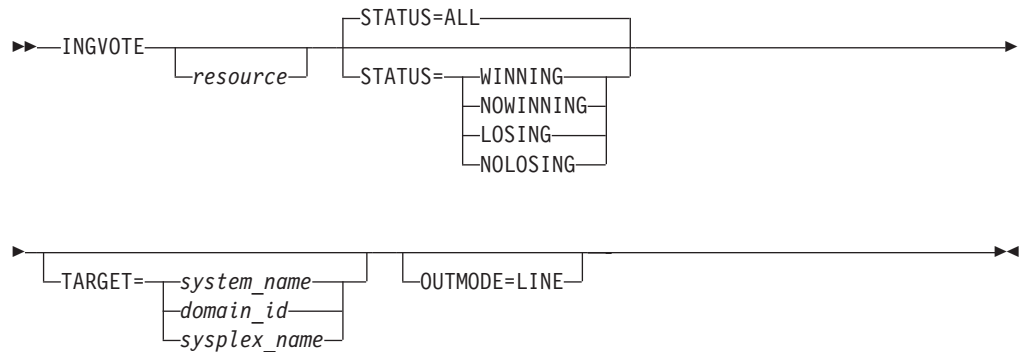 STATUS=ALL
INGVOTE
resource
STATUS=
WINNING
NOWINNING
LOSING
NOLOSING
TARGET=
system_name
domain_id
sysplex_name
OUTMODE=LINE